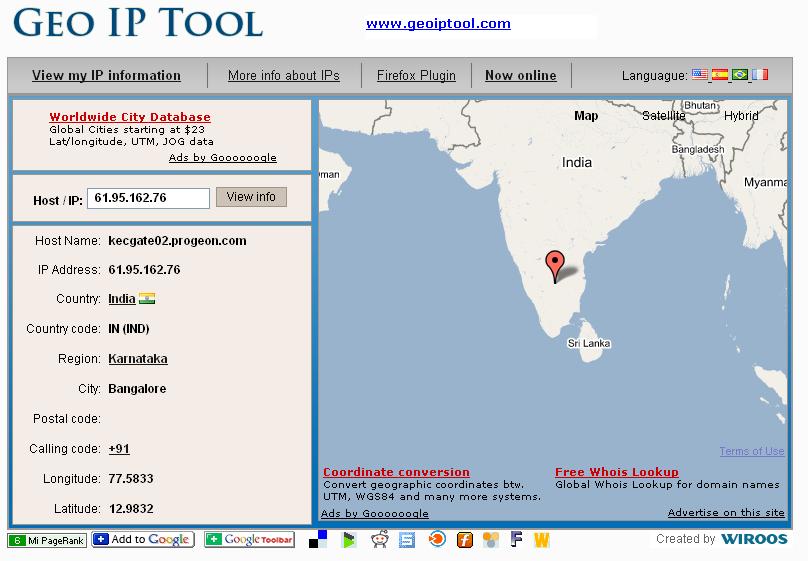 GEO IP TOOL
www.geoiptool.com
View my IP information
More info about IPs
Firefox Plugin
Now online
Languague:
Worldwide City Database
Global Cities starting at $23
Lat/longitude, UTM, JOG data
Ads by Goooooogle
Host / IP: 61.95.162.76 View info
Host Name: kecgate02.progeon.com
IP Address: 61.95.162.76
Country: India
Country code: IN (IND)
Region: Karnataka
City: Bangalore
Postal code:
Calling code: +91
Longitude: 77.5833
Latitude: 12.9832
Map
Satellite
Hybrid
Bhutan
Bangladesh
India
man
Myanma
Sri Lanka
Terms of Use
Coordinate conversion
Convert geographic coordinates btw.
UTM, WGS84 and many more systems.
Ads by Goooooogle
Free Whois Lookup
Global Whois Lookup for domain names
Advertise on this site
6 Mi PageRank
Add to Google
Google Toolbar
Created by WIROOS